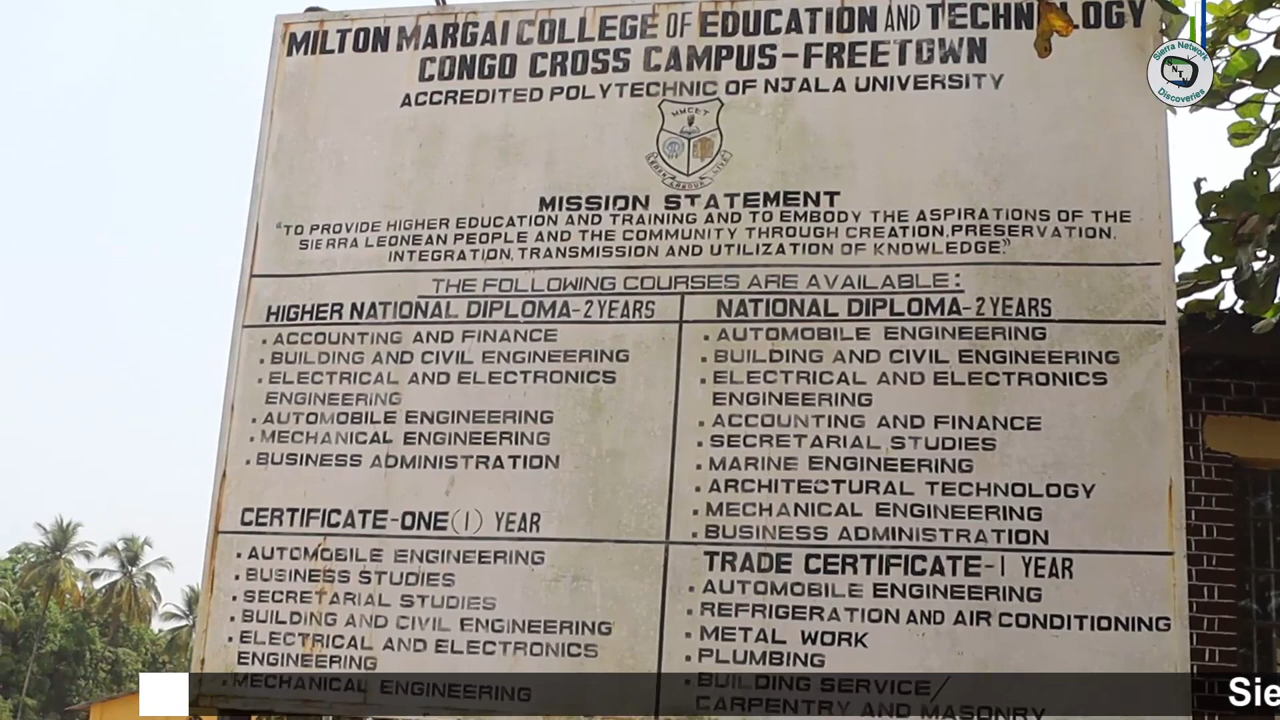 MILTON MARGAI COLLEGE OF EDUCATION AND TECHNOLOGY
CONGO CROSS CAMPUS-FREETOWN
ACCREDITED POLYTECHNIC OF NJALA UNIVERSITY
MMCET
LEARN LABOUR LIVE
MISSION STATEMENT
"TO PROVIDE HIGHER EDUCATION AND TRAINING AND TO EMBODY THE ASPIRATIONS OF THE
SIERRA LEONEAN PEOPLE AND THE COMMUNITY THROUGH CREATION, PRESERVATION,
INTEGRATION, TRANSMISSION AND UTILIZATION OF KNOWLEDGE."
THE FOLLOWING COURSES ARE AVAILABLE:
HIGHER NATIONAL DIPLOMA-2YEARS
. ACCOUNTING AND FINANCE
. BUILDING AND CIVIL ENGINEERING
. ELECTRICAL AND ELECTRONICS
ENGINEERING
. AUTOMOBILE ENGINEERING
. MECHANICAL ENGINEERING
. BUSINESS ADMINISTRATION
CERTIFICATE-ONE(1) YEAR
. AUTOMOBILE ENGINEERING
. BUSINESS STUDIES
. SECRETARIAL STUDIES
. BUILDING AND CIVIL ENGINEERING
. ELECTRICAL AND ELECTRONICS
ENGINEERING
. MECHANICAL ENGINEERING
NATIONAL DIPLOMA-2YEARS
. AUTOMOBILE ENGINEERING
. BUILDING AND CIVIL ENGINEERING
. ELECTRICAL AND ELECTRONICS
ENGINEERING
. ACCOUNTING AND FINANCE
. SECRETARIAL STUDIES
. MARINE ENGINEERING
. ARCHITECTURAL TECHNOLOGY
. MECHANICAL ENGINEERING
. BUSINESS ADMINISTRATION
TRADE CERTIFICATE-1 YEAR
. AUTOMOBILE ENGINEERING
. REFRIGERATION AND AIR CONDITIONING
. METAL WORK
. PLUMBING
. BUILDING SERVICE/
CARPENTRY AND MASONRY
Sierra Network
SNTV
Discoveries
Sie